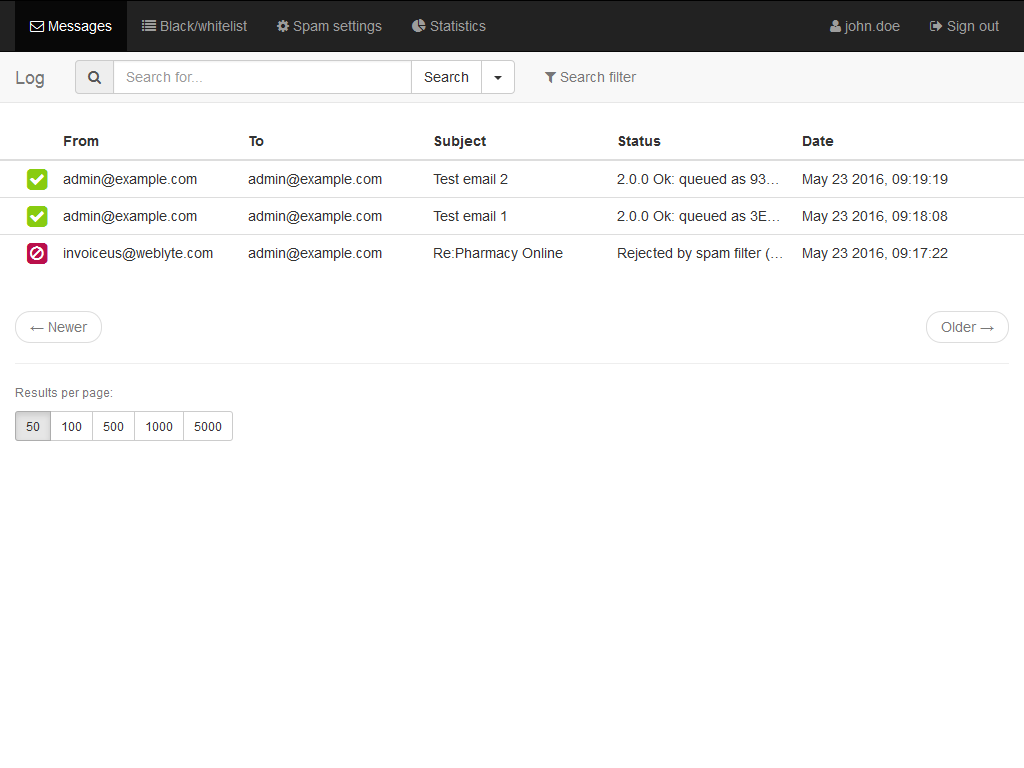 Messages Black/whitelist Spam settings Statistics john.doe Sign out
Log Search for... Search Search filter
From To Subject Status Date
admin@example.com admin@example.com Test email 2 2.0.0 Ok: queued as 93… May 23 2016, 09:19:19
admin@example.com admin@example.com Test email 1 2.0.0 Ok: queued as 3E… May 23 2016, 09:18:08
invoiceus@weblyte.com admin@example.com Re:Pharmacy Online Rejected by spam filter (… May 23 2016, 09:17:22
← Newer Older →
Results per page:
50 100 500 1000 5000